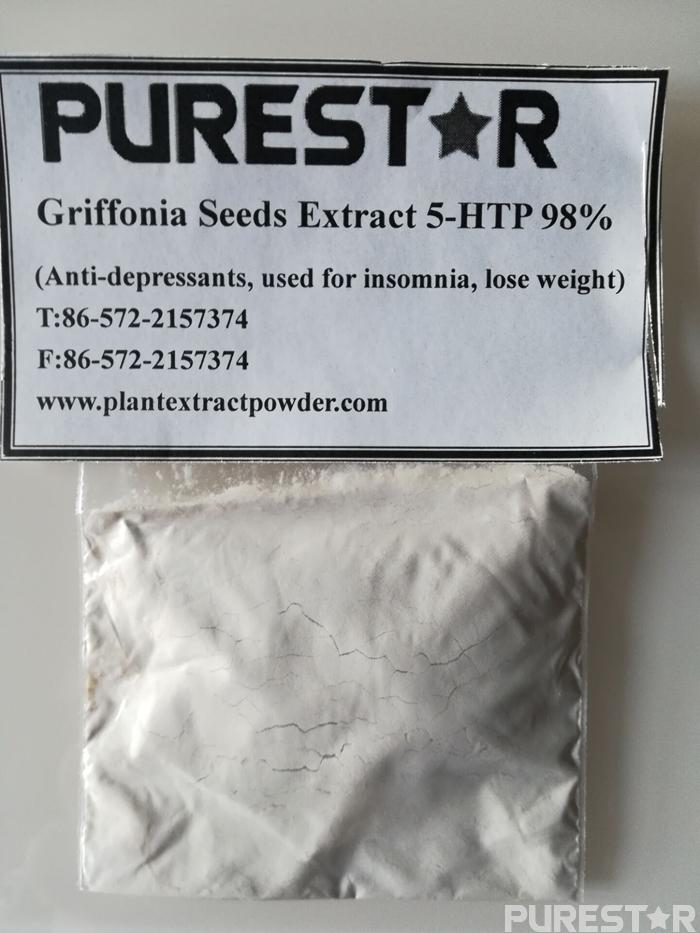 PUREST★R
Griffonia Seeds Extract 5-HTP 98%
(Anti-depressants, used for insomnia, lose weight)
T:86-572-2157374
F:86-572-2157374
www.plantextractpowder.com
PUREST★R